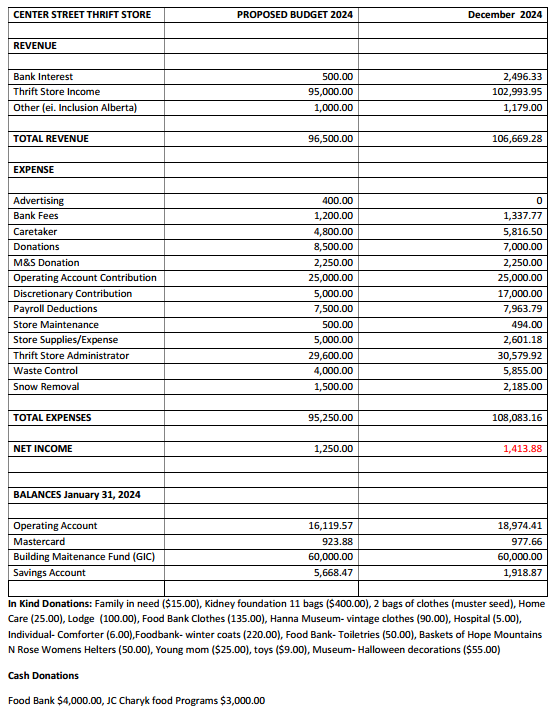 CENTER STREET THRIFT STORE PROPOSED BUDGET 2024 December 2024
REVENUE
Bank Interest 500.00 2,496.33
Thrift Store Income 95,000.00 102,993.95
Other (ei. Inclusion Alberta) 1,000.00 1,179.00
TOTAL REVENUE 96,500.00 106,669.28
EXPENSE
Advertising 400.00 0
Bank Fees 1,200.00 1,337.77
Caretaker 4,800.00 5,816.50
Donations 8,500.00 7,000.00
M&S Donation 2,250.00 2,250.00
Operating Account Contribution 25,000.00 25,000.00
Discretionary Contribution 5,000.00 17,000.00
Payroll Deductions 7,500.00 7,963.79
Store Maintenance 500.00 494.00
Store Supplies/Expense 5,000.00 2,601.18
Thrift Store Administrator 29,600.00 30,579.92
Waste Control 4,000.00 5,855.00
Snow Removal 1,500.00 2,185.00
TOTAL EXPENSES 95,250.00 108,083.16
NET INCOME 1,250.00 1,413.88
BALANCES January 31, 2024
Operating Account 16,119.57 18,974.41
Mastercard 923.88 977.66
Building Maitenance Fund (GIC) 60,000.00 60,000.00
Savings Account 5,668.47 1,918.87
In Kind Donations: Family in need ($15.00), Kidney foundation 11 bags ($400.00), 2 bags of clothes (muster seed), Home
Care (25.00), Lodge (100.00), Food Bank Clothes (135.00), Hanna Museum- vintage clothes (90.00), Hospital (5.00),
Individual- Comforter (6.00),Foodbank- winter coats (220.00), Food Bank- Toiletries (50.00), Baskets of Hope Mountains
N Rose Womens Helters (50.00), Young mom ($25.00), toys ($9.00), Museum- Halloween decorations ($55.00)
Cash Donations
Food Bank $4,000.00, JC Charyk food Programs $3,000.00